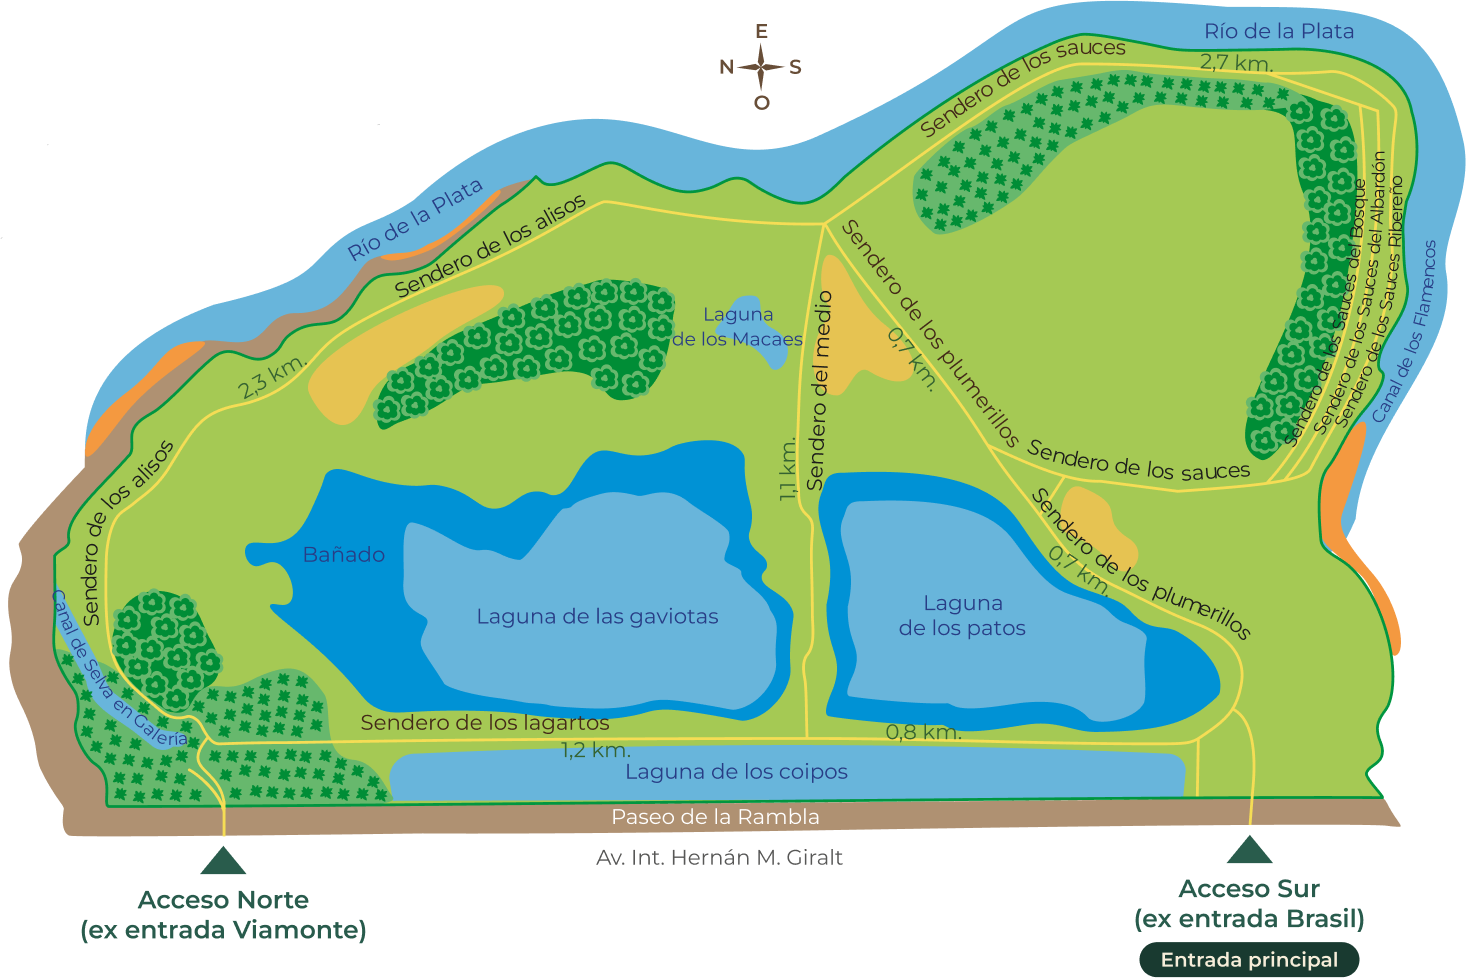 Río de la Plata
E
N
S
O
Sendero de los sauces
2,7 km.
Río de la Plata
Sendero de los alisos
Sendero de los Sauces del Bosque
Sendero de los Sauces del Albardón
Sendero de los Sauces Ribereño
Canal de los Flamencos
Laguna
de los Macaes
Sendero del medio
1,1 km.
Sendero de los plumerillos
0,7 km.
2,3 km.
Sendero de los alisos
Sendero de los sauces
Bañado
Laguna de las gaviotas
Laguna
de los patos
Sendero de los plumerillos
0,7 km.
Canal de Selva en Galería
Sendero de los lagartos
1,2 km.
0,8 km.
Laguna de los coipos
Paseo de la Rambla
Av. Int. Hernán M. Giralt
Acceso Norte
(ex entrada Viamonte)
Acceso Sur
(ex entrada Brasil)
Entrada principal